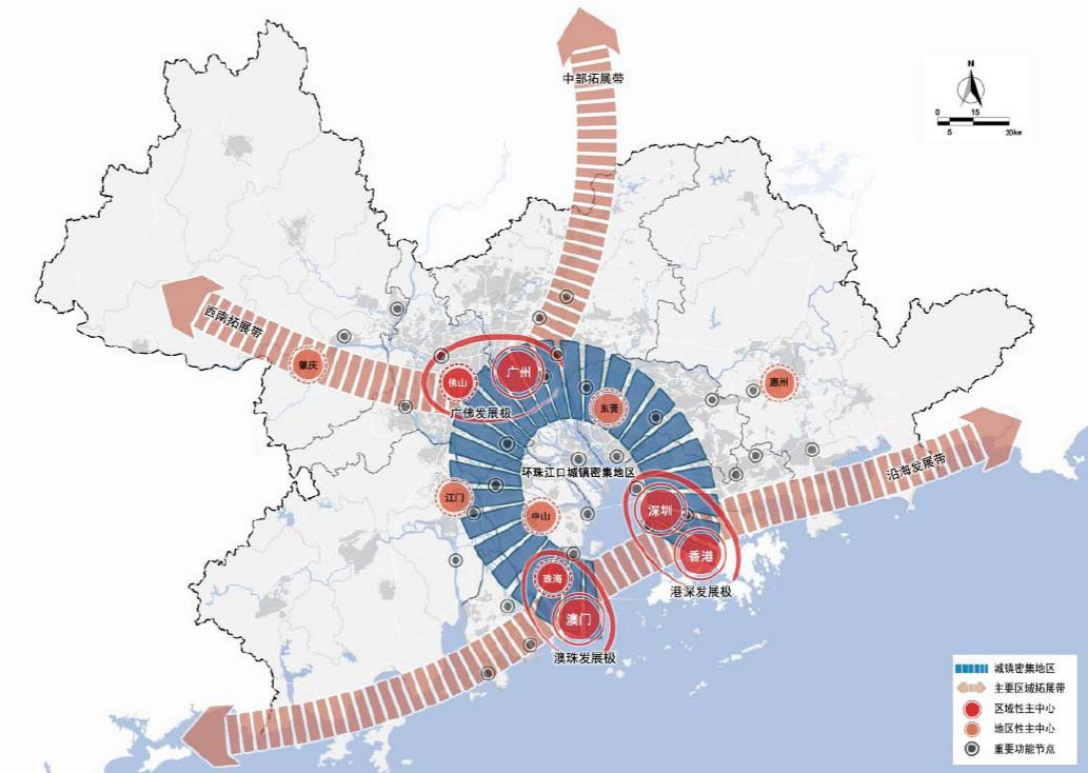 中部拓展带
N
0 15
5 30km
西南拓展带
肇庆
佛山
广州
广佛发展极
东莞
惠州
沿海发展带
环珠江口城镇密集地区
江门
中山
深圳
香港
港深发展极
珠海
澳门
澳珠发展极
城镇密集地区
主要区域拓展带
区域性主中心
地区性主中心
重要功能节点